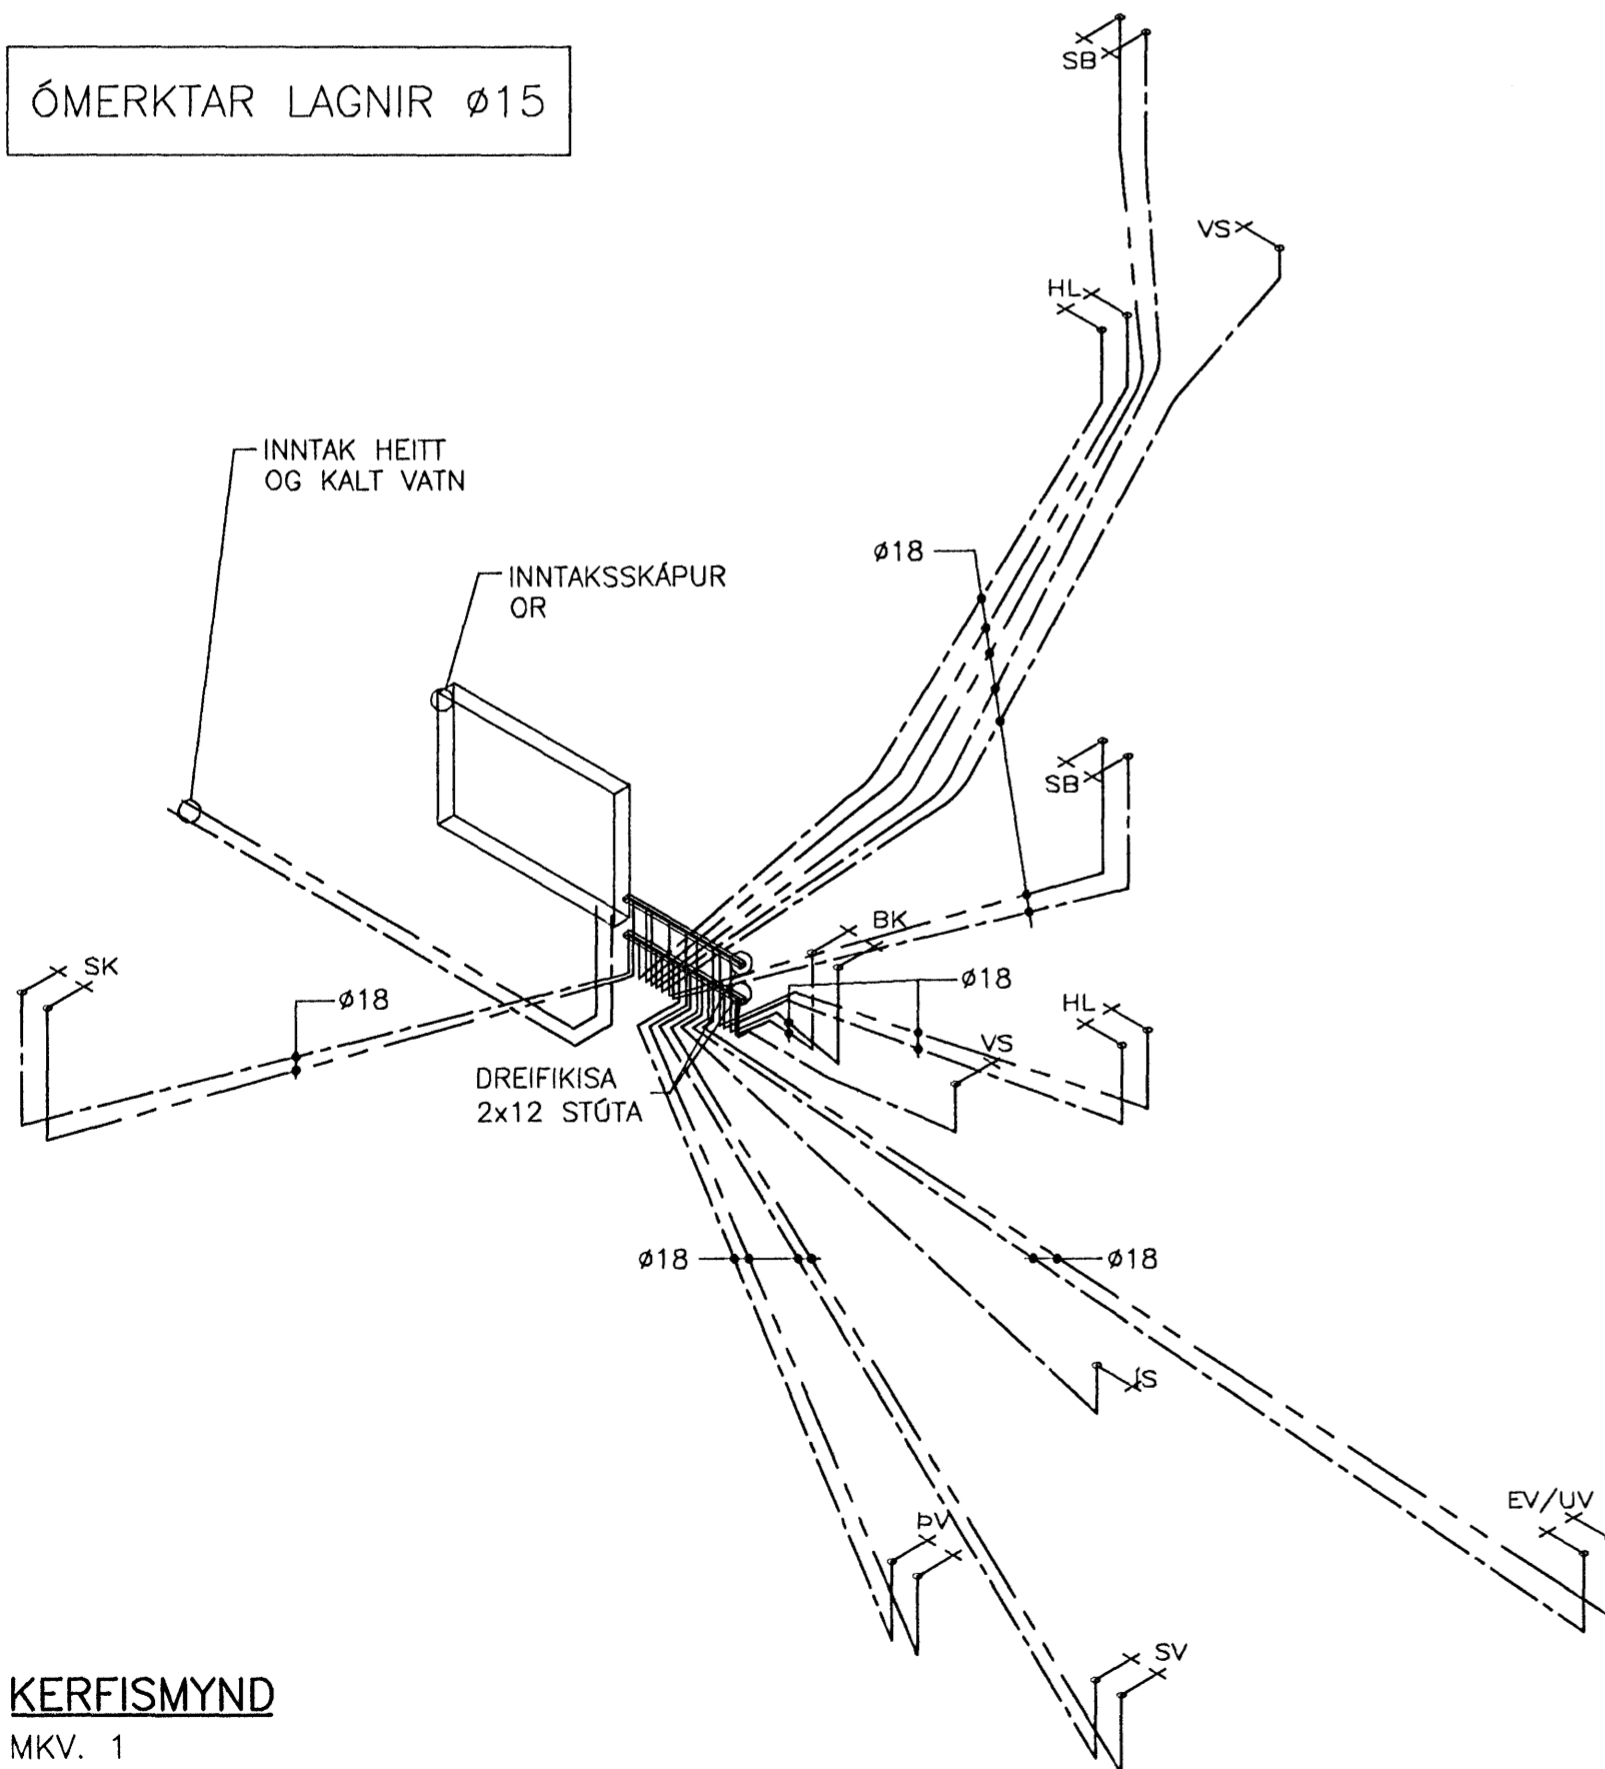 ÓMERKTAR LAGNIR ø15
SB
VS
HL
INNTAK HEITT
OG KALT VATN
ø18
INNTAKSSKÁPUR
OR
SB
BK
SK
ø18
ø18
HL
VS
DREIFIKISA
2x12 STÚTA
ø18
ø18
ÍS
EV/UV
ÞV
SV
KERFISMYND
MKV. 1